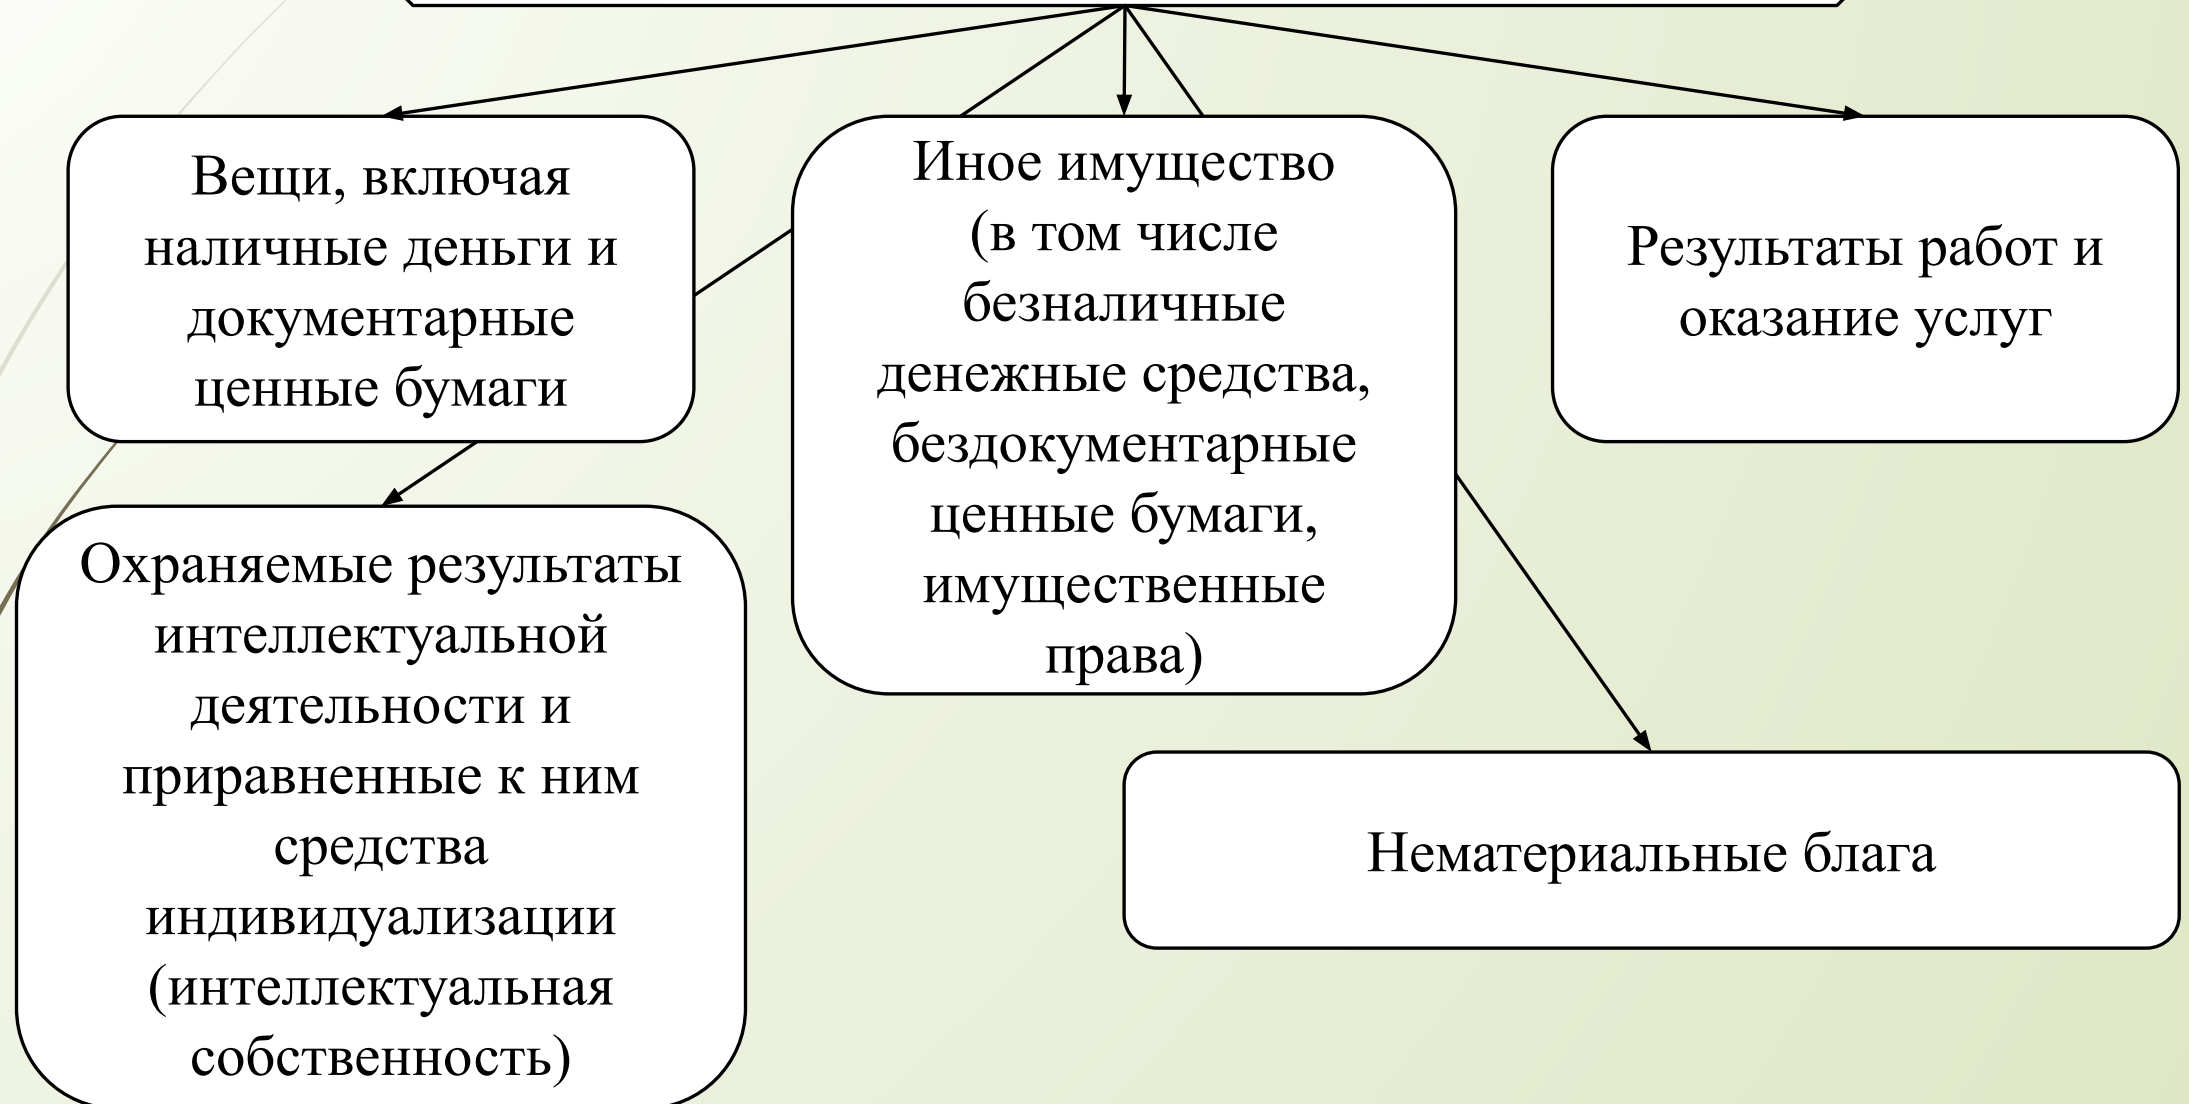 Вещи, включая
наличные деньги и
документарные
ценные бумаги
Иное имущество
(в том числе
безналичные
денежные средства,
бездокументарные
ценные бумаги,
имущественные
права)
Результаты работ и
оказание услуг
Охраняемые результаты
интеллектуальной
деятельности и
приравненные к ним
средства
индивидуализации
(интеллектуальная
собственность)
Нематериальные блага